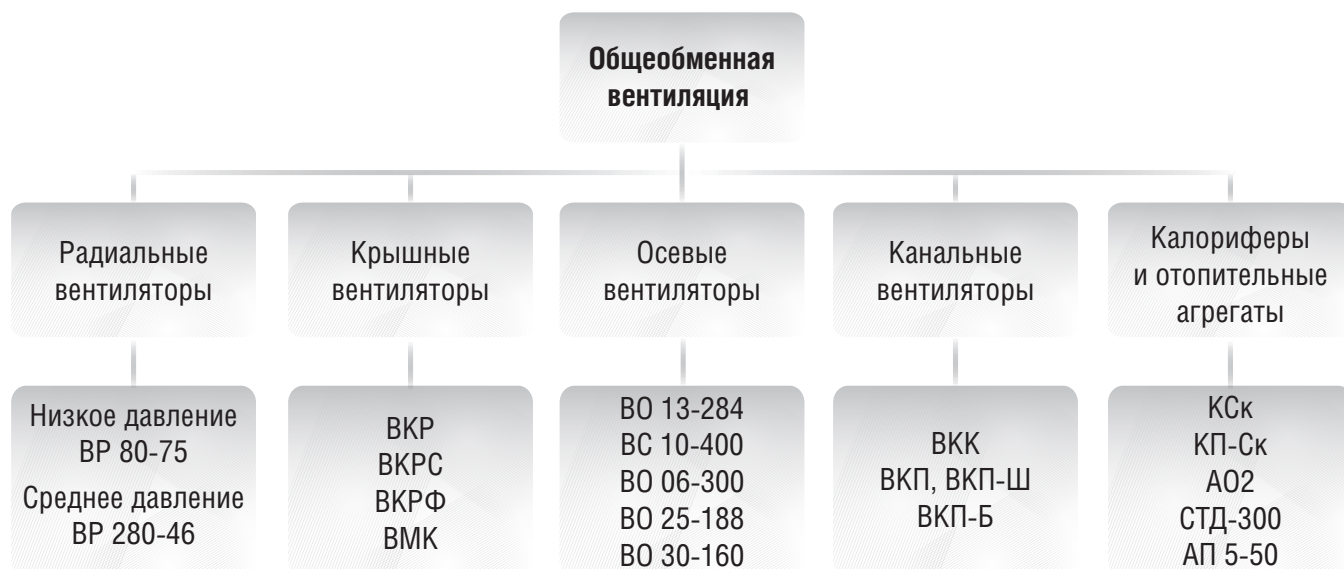 Общеобменная
вентиляция
Радиальные
вентиляторы
Крышные
вентиляторы
Осевые
вентиляторы
Канальные
вентиляторы
Калориферы
и отопительные
агрегаты
Низкое давление
ВР 80-75
Среднее давление
ВР 280-46
ВКР
ВКРС
ВКРФ
ВМК
ВО 13-284
ВС 10-400
ВО 06-300
ВО 25-188
ВО 30-160
ВКК
ВКП, ВКП-Ш
ВКП-Б
КСк
КП-Ск
АО2
СТД-300
АП 5-50